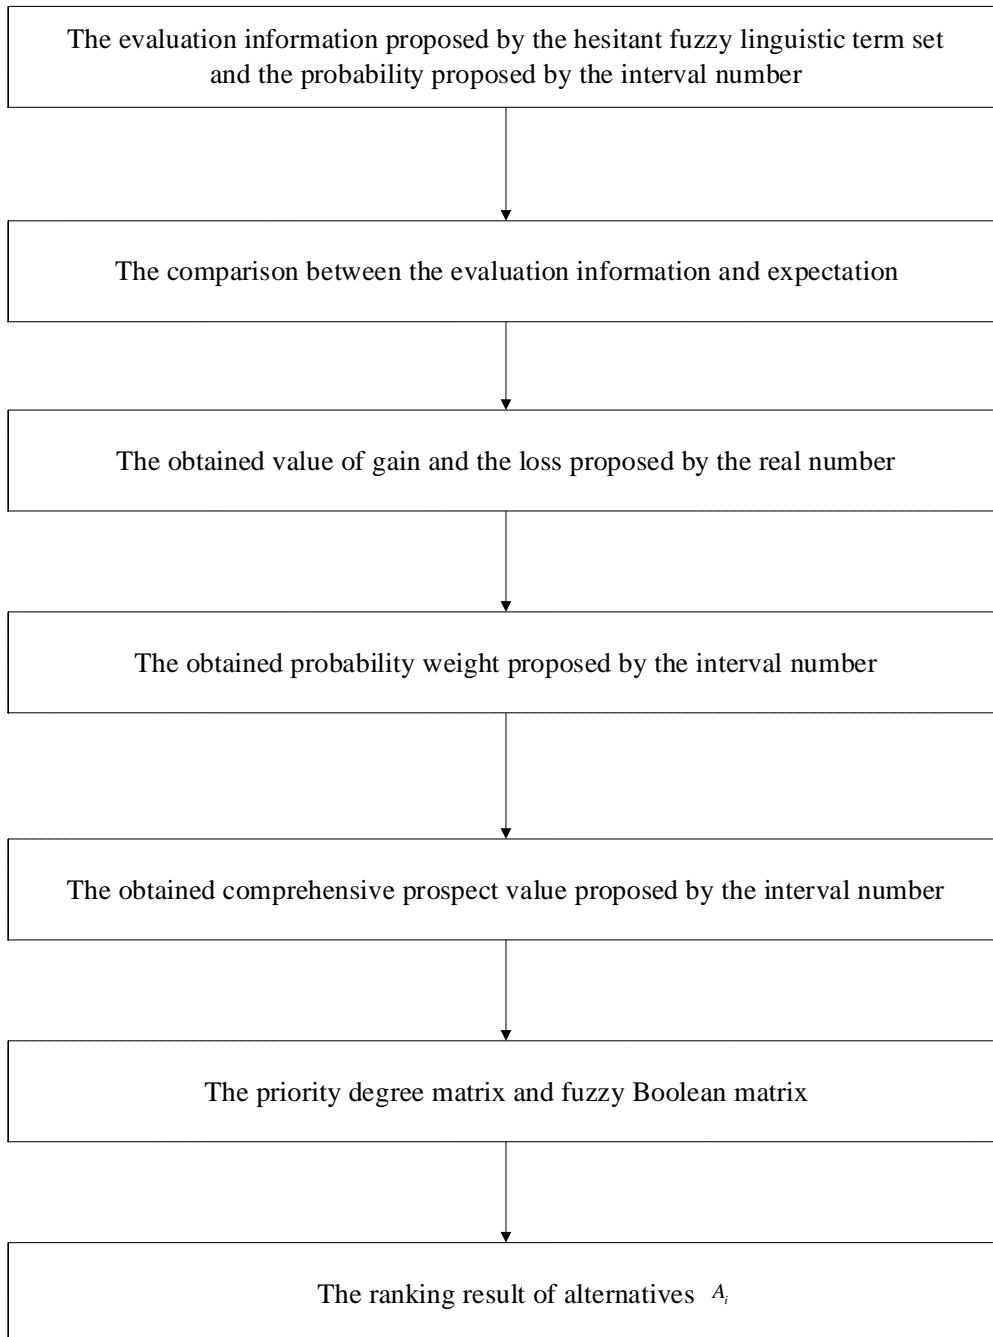 The evaluation information proposed by the hesitant fuzzy linguistic term set
and the probability proposed by the interval number
The comparison between the evaluation information and expectation
The obtained value of gain and the loss proposed by the real number
The obtained probability weight proposed by the interval number
The obtained comprehensive prospect value proposed by the interval number
The priority degree matrix and fuzzy Boolean matrix
The ranking result of alternatives A_i